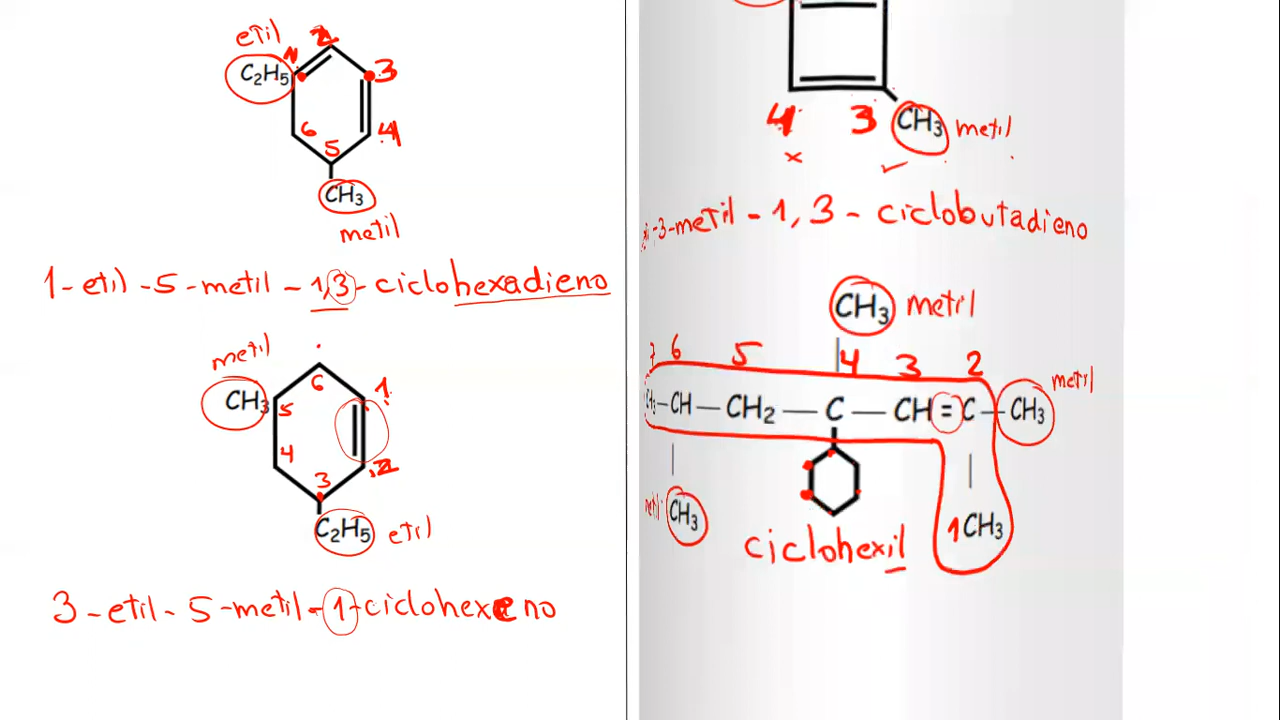 etil
C2H5
1 2
3
6 4
5
CH3
metil
1-etil-5-metil-1,3-ciclohexadieno
metil
CH3
6 1
5
4 2
3
C2H5 etil
3-etil-5-metil-1-ciclohexeno
4 3 CH3 metil
-3-metil-1,3-ciclobutadieno
CH3 metil
7 6 5 4 3 2
metil
CH3-CH-CH2-C-CH=C-CH3
metil CH3
1CH3
ciclohexil